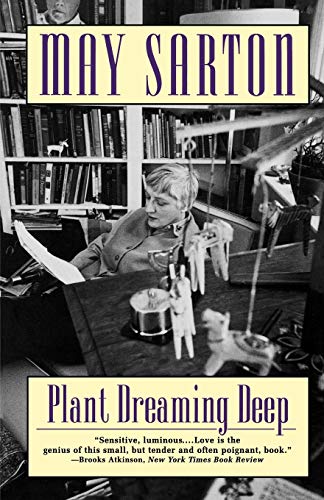 MAY SARTON
Plant Dreaming Deep
"Sensitive, luminous....Love is the
genius of this small, but tender and often poignant, book."
—Brooks Atkinson, New York Times Book Review